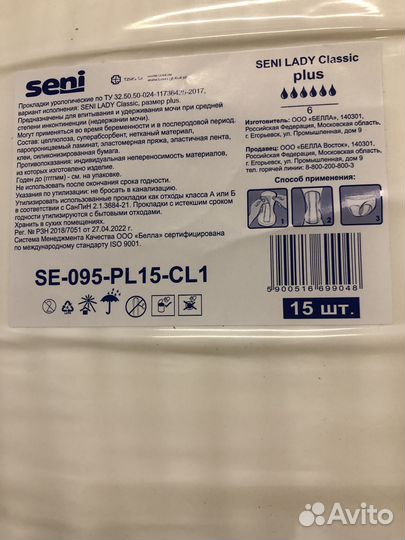 seni
SENI LADY Classic
plus
6
Прокладки урологические по ТУ 32.50.50-024-11736426-2017,
вариант исполнения: SENI LADY Classic, размер plus.
Предназначены для впитывания и удержания мочи при средней
степени инконтиненции (недержании мочи).
Могут применяться во время беременности и в послеродовой период.
Состав: целлюлоза, суперабсорбент, нетканый материал,
паропроницаемый ламинат, эластомерная пряжа, эластичная лента,
клеи, силиконизированная бумага.
Противопоказания: индивидуальная непереносимость материалов,
из которых изготовлено изделие.
Годен до (гггг/мм) - см. на упаковке.
Не использовать после окончания срока годности.
Указания по утилизации: не бросать в канализацию.
Утилизировать использованные прокладки как отходы класса А или Б
в соответствии с СанПиН 2.1.3684-21. Прокладки с истекшим сроком
годности утилизируются с бытовыми отходами.
Хранить в сухих помещениях.
Рег. № РЗН 2018/7051 от 27.04.2022 г.
Система Менеджмента Качества ООО «Белла» сертифицирована
по международному стандарту ISO 9001.
Изготовитель: ООО «БЕЛЛА», 140301,
Российская Федерация, Московская область,
г. Егорьевск, ул. Промышленная, дом 9
Продавец: ООО «БЕЛЛА Восток», 140301,
Российская Федерация, Московская область,
г. Егорьевск, ул. Промышленная, дом 9
тел. горячей линии: 8-800-200-800-3
Способ применения:
1
2
3
SE-095-PL15-CL1
5900516699048
15 шт.
Avito